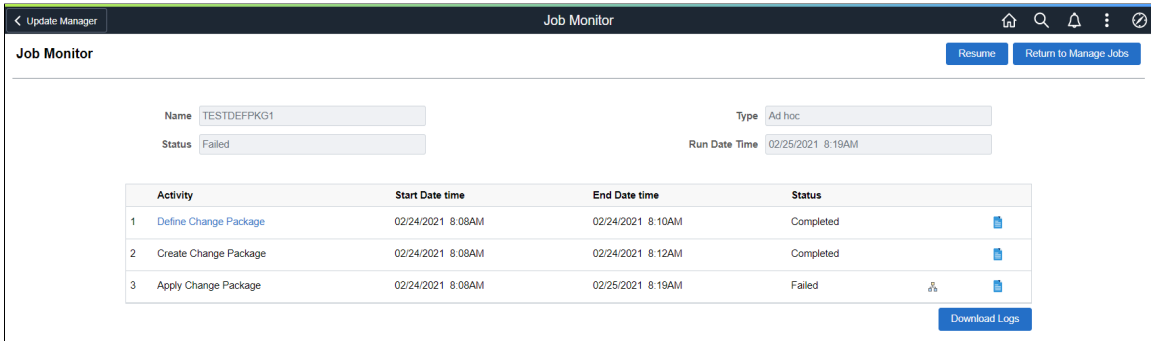 Update Manager
Job Monitor
Job Monitor
Resume
Return to Manage Jobs
Name TESTDEFPKG1 Type Ad hoc
Status Failed Run Date Time 02/25/2021 8:19AM
Activity Start Date time End Date time Status
1 Define Change Package 02/24/2021 8:08AM 02/24/2021 8:10AM Completed
2 Create Change Package 02/24/2021 8:08AM 02/24/2021 8:12AM Completed
3 Apply Change Package 02/24/2021 8:08AM 02/25/2021 8:19AM Failed
Download Logs